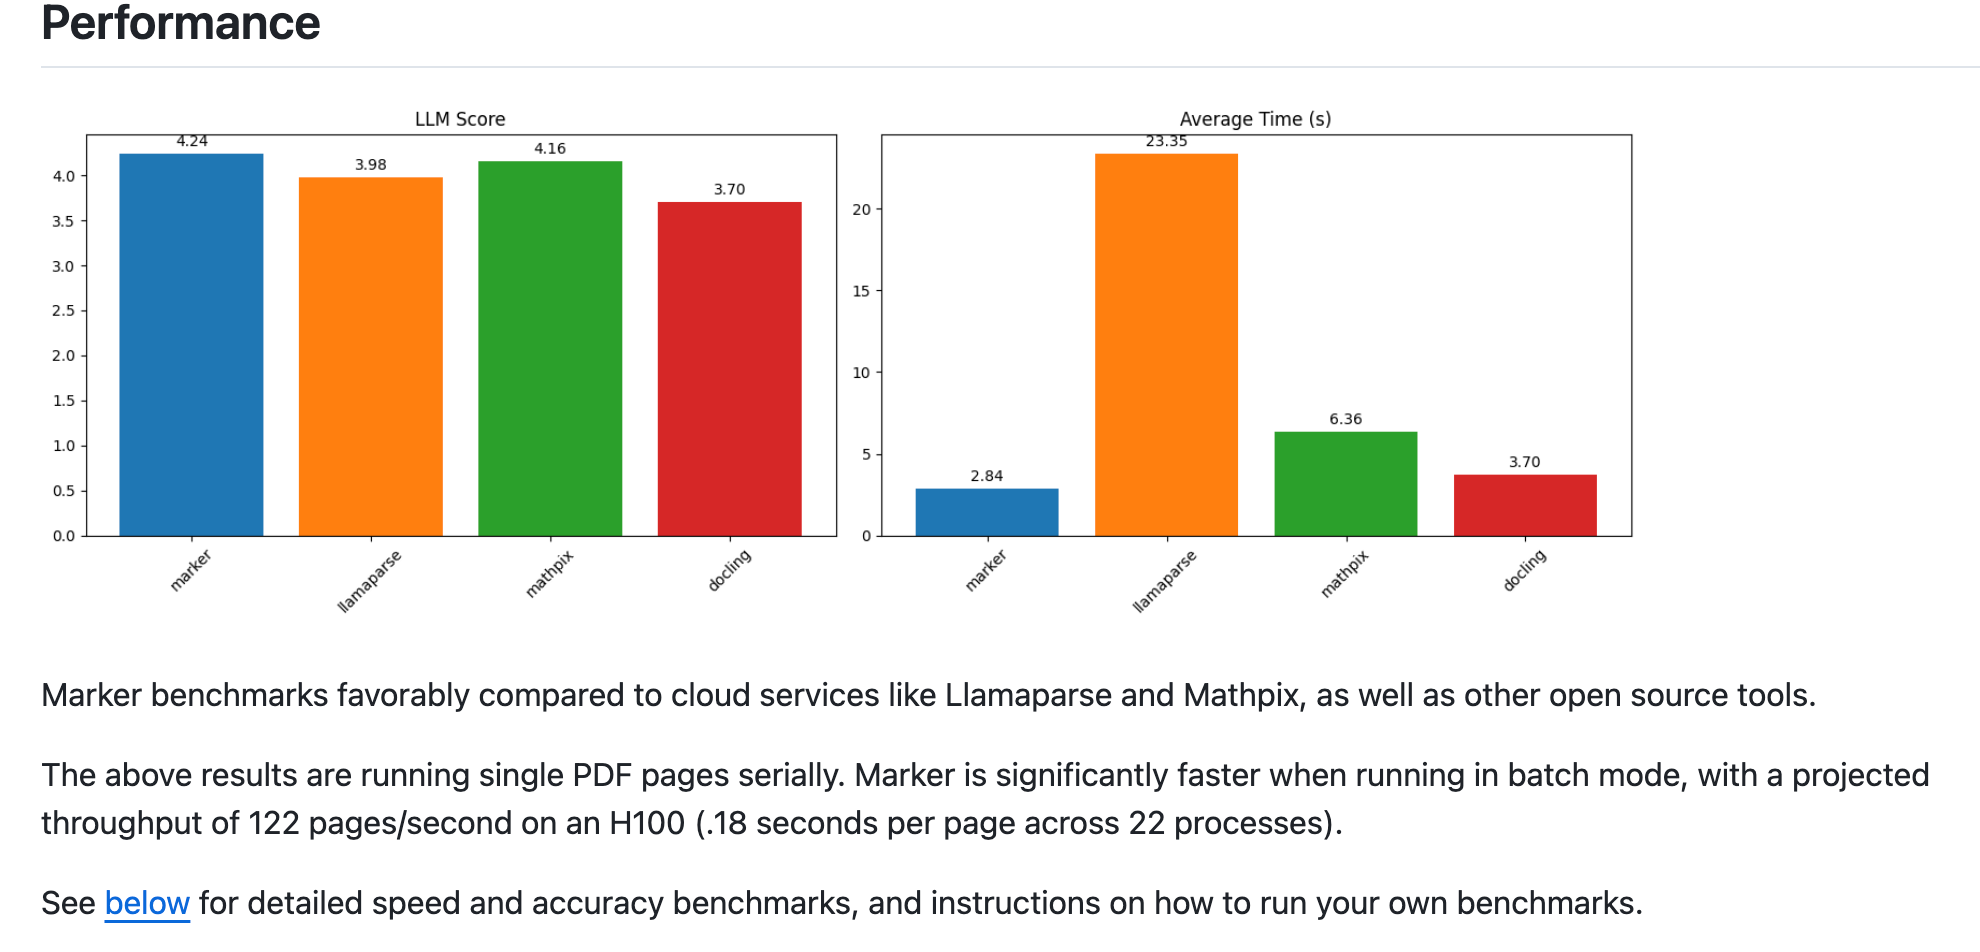 Performance
LLM Score
4.24
3.98
4.16
3.70
4.0
3.5
3.0
2.5
2.0
1.5
1.0
0.5
0.0
marker
llamaparse
mathpix
docling
Average Time (s)
23.35
20
15
10
6.36
5
3.70
2.84
0
marker
llamaparse
mathpix
docling
Marker benchmarks favorably compared to cloud services like Llamaparse and Mathpix, as well as other open source tools.
The above results are running single PDF pages serially. Marker is significantly faster when running in batch mode, with a projected
throughput of 122 pages/second on an H100 (.18 seconds per page across 22 processes).
See below for detailed speed and accuracy benchmarks, and instructions on how to run your own benchmarks.